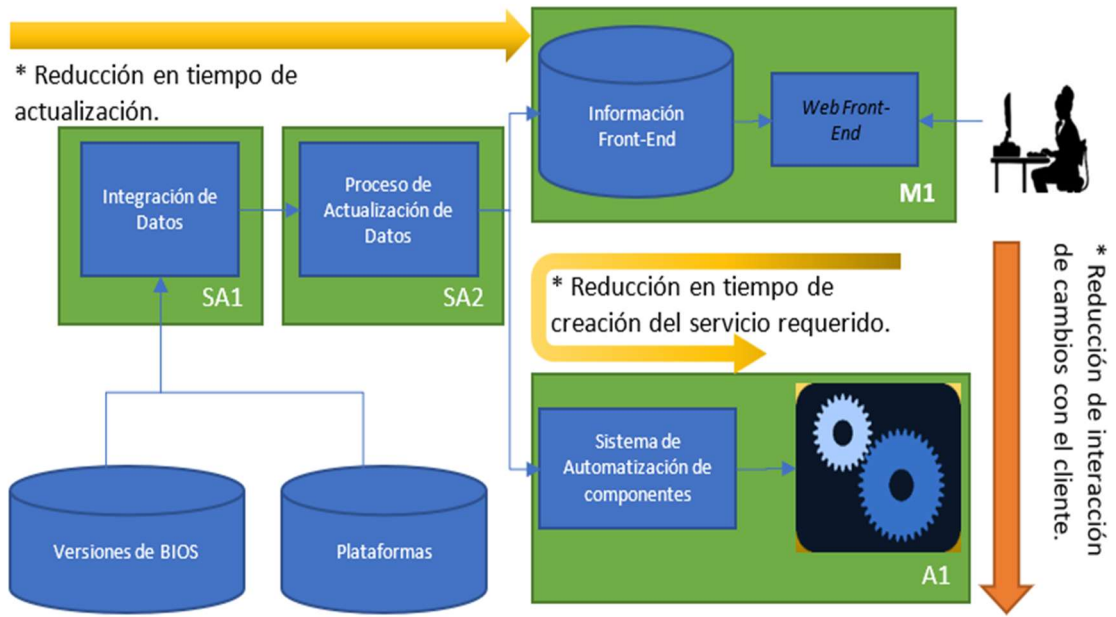 * Reducción en tiempo de
actualización.
Información
Front-End
Web Front-
End
M1
Integración de
Datos
SA1
Proceso de
Actualización de
Datos
SA2
* Reducción en tiempo de
creación del servicio requerido.
* Reducción de interacción
de cambios con el cliente.
Sistema de
Automatización de
componentes
A1
Versiones de BIOS
Plataformas